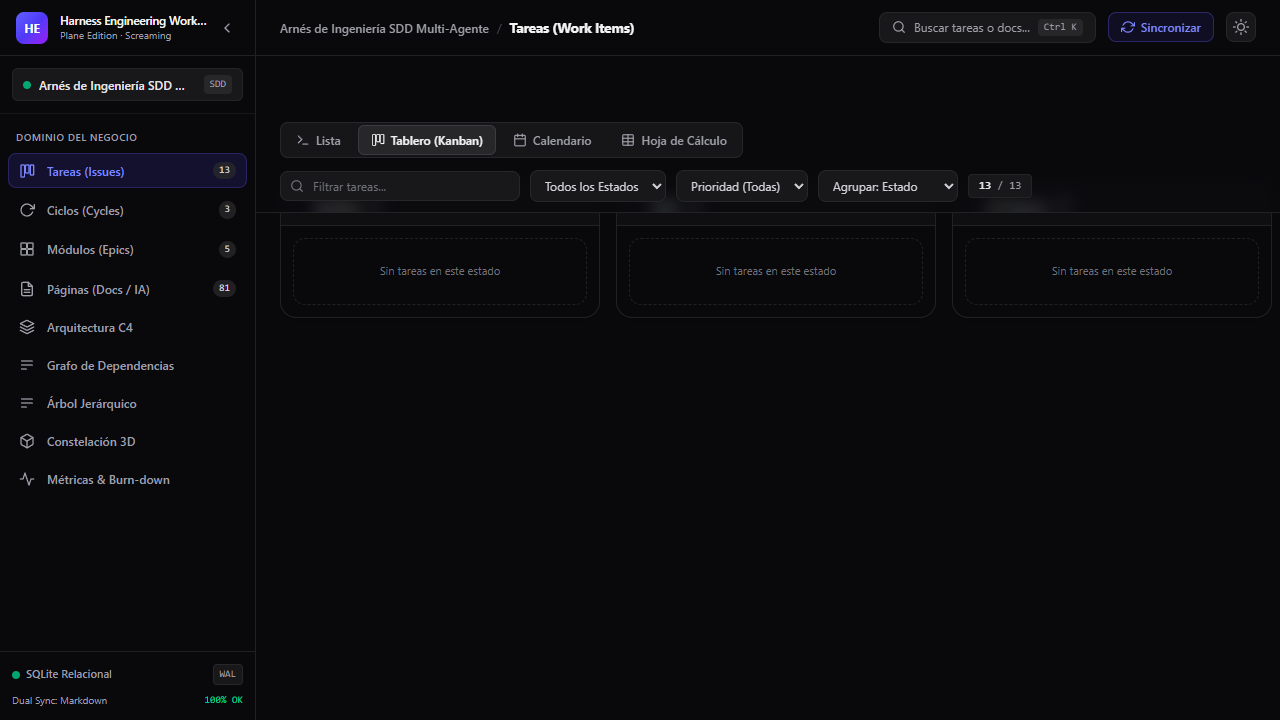 HE
Harness Engineering Work...
Plane Edition · Screaming
Arnés de Ingeniería SDD ...
SDD
DOMINIO DEL NEGOCIO
Tareas (Issues)
13
Ciclos (Cycles)
3
Módulos (Epics)
5
Páginas (Docs / IA)
81
Arquitectura C4
Grafo de Dependencias
Árbol Jerárquico
Constelación 3D
Métricas & Burn-down
SQLite Relacional
WAL
Dual Sync: Markdown
100% OK
Arnés de Ingeniería SDD Multi-Agente / Tareas (Work Items)
Buscar tareas o docs...
Ctrl K
Sincronizar
Lista
Tablero (Kanban)
Calendario
Hoja de Cálculo
Filtrar tareas...
Todos los Estados
Prioridad (Todas)
Agrupar: Estado
13 / 13
Sin tareas en este estado
Sin tareas en este estado
Sin tareas en este estado